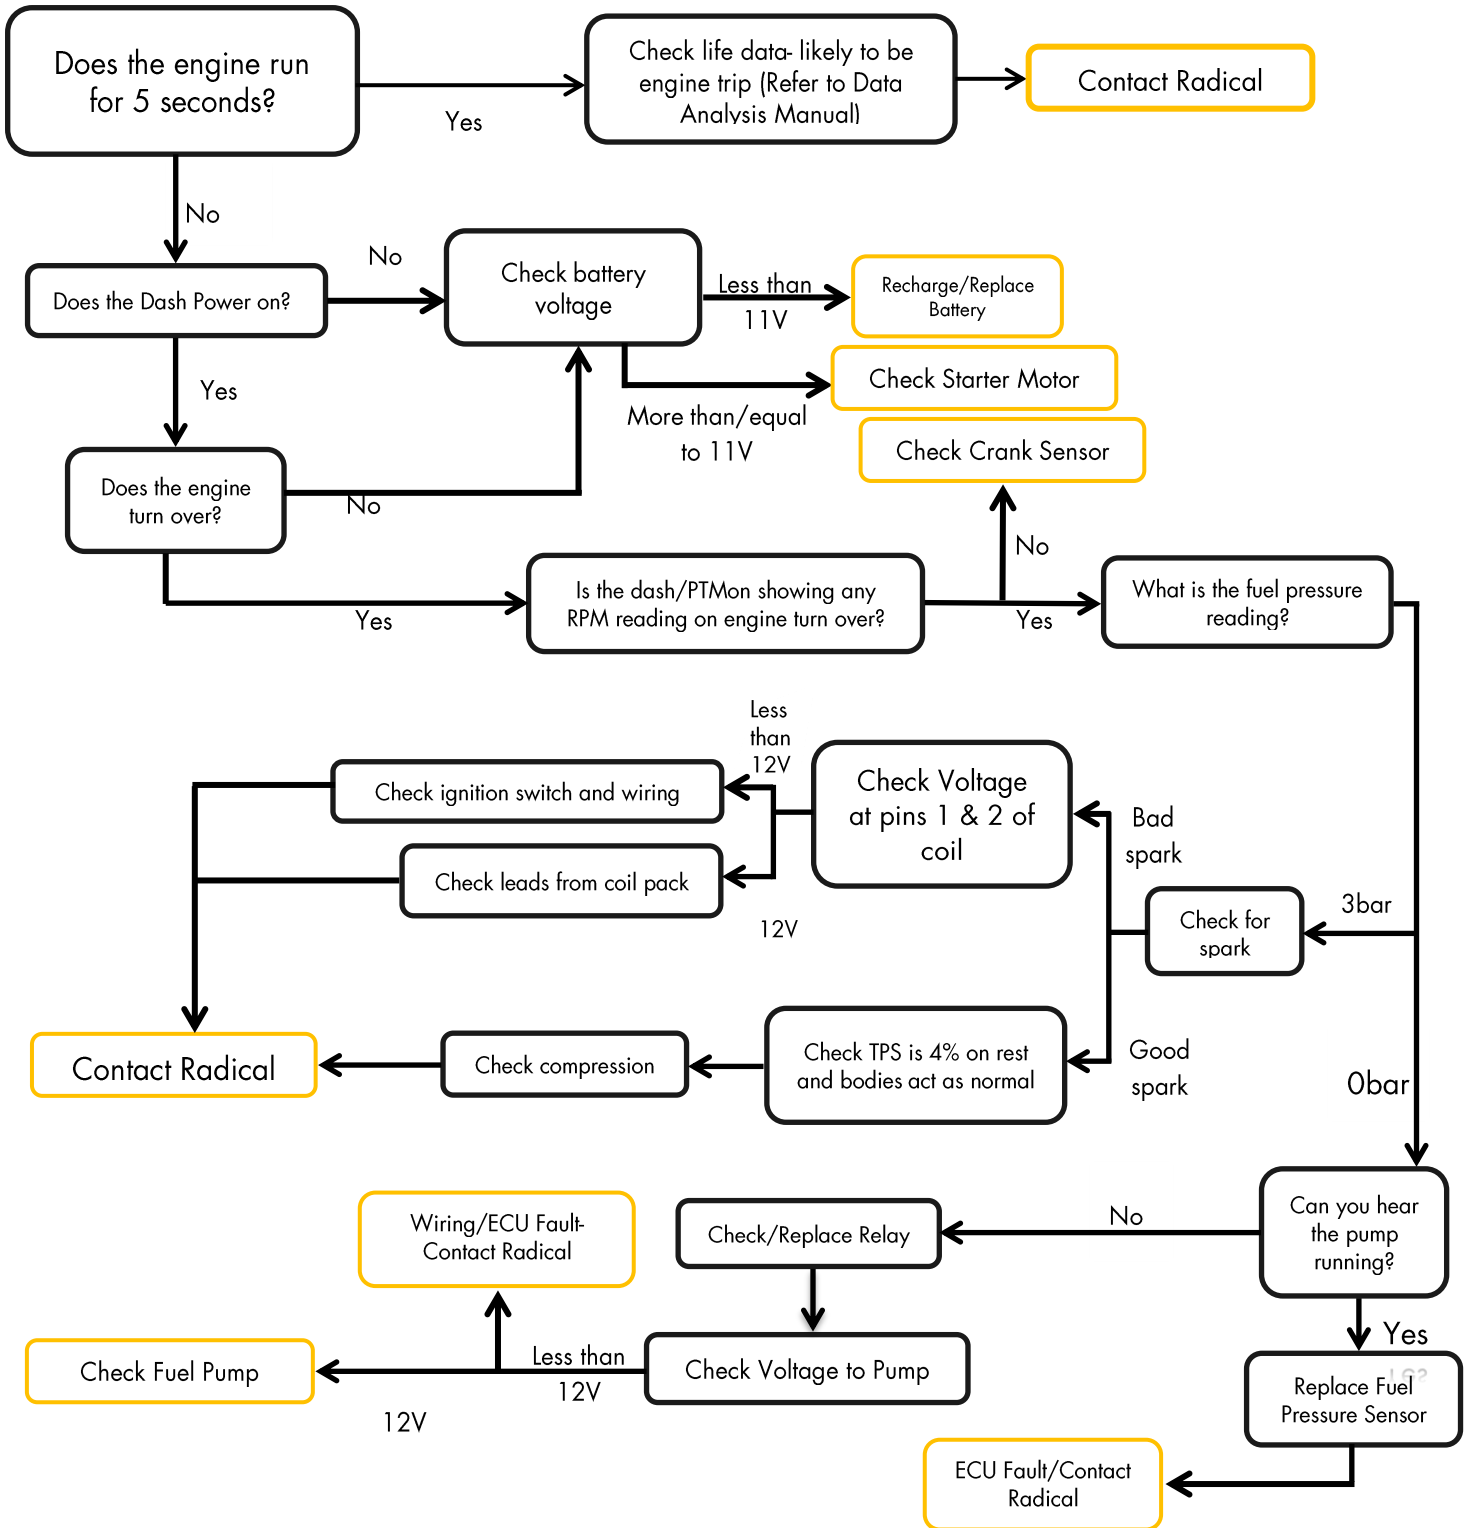 Does the engine run
for 5 seconds?
Yes
Check life data- likely to be
engine trip (Refer to Data
Analysis Manual)
Contact Radical
No
Does the Dash Power on?
No
Check battery
voltage
Less than
11V
Recharge/Replace
Battery
More than/equal
to 11V
Check Starter Motor
Yes
Does the engine
turn over?
No
Check Crank Sensor
No
Yes
Is the dash/PTMon showing any
RPM reading on engine turn over?
Yes
What is the fuel pressure
reading?
3bar
Check for
spark
Bad
spark
Check Voltage
at pins 1 & 2 of
coil
Less
than
12V
Check ignition switch and wiring
12V
Check leads from coil pack
Good
spark
Check TPS is 4% on rest
and bodies act as normal
Check compression
Contact Radical
0bar
Can you hear
the pump
running?
No
Check/Replace Relay
Check Voltage to Pump
Less than
12V
Wiring/ECU Fault-
Contact Radical
12V
Check Fuel Pump
Yes
Replace Fuel
Pressure Sensor
ECU Fault/Contact
Radical